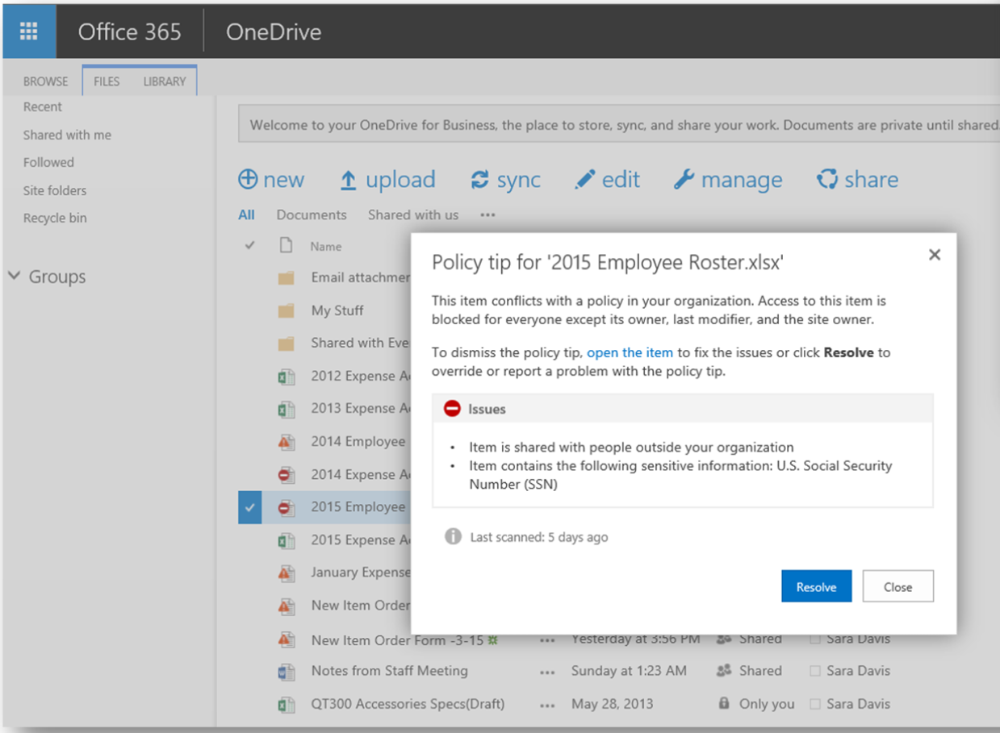 Office 365 OneDrive
BROWSE FILES LIBRARY
Recent
Shared with me
Followed
Site folders
Recycle bin
Groups
Welcome to your OneDrive for Business, the place to store, sync, and share your work. Documents are private until shared.
new upload sync edit manage share
All Documents Shared with us ...
Name
Email
My Stuff
Shared with
2012 Expense
2013 Expense
2014 Employee
2014 Expense
2015 Employee
2015 Expense
January Expense
New Item Order
New Item Order Form -3-15 ... Yesterday at 3:56 PM Shared Sara Davis
Notes from Staff Meeting ... Sunday at 1:23 AM Shared Sara Davis
QT300 Accessories Specs(Draft) ... May 28, 2013 Only you Sara Davis
Policy tip for '2015 Employee Roster.xlsx'
This item conflicts with a policy in your organization. Access to this item is
blocked for everyone except its owner, last modifier, and the site owner.
To dismiss the policy tip, open the item to fix the issues or click Resolve to
override or report a problem with the policy tip.
Issues
• Item is shared with people outside your organization
• Item contains the following sensitive information: U.S. Social Security
Number (SSN)
Last scanned: 5 days ago
Resolve Close